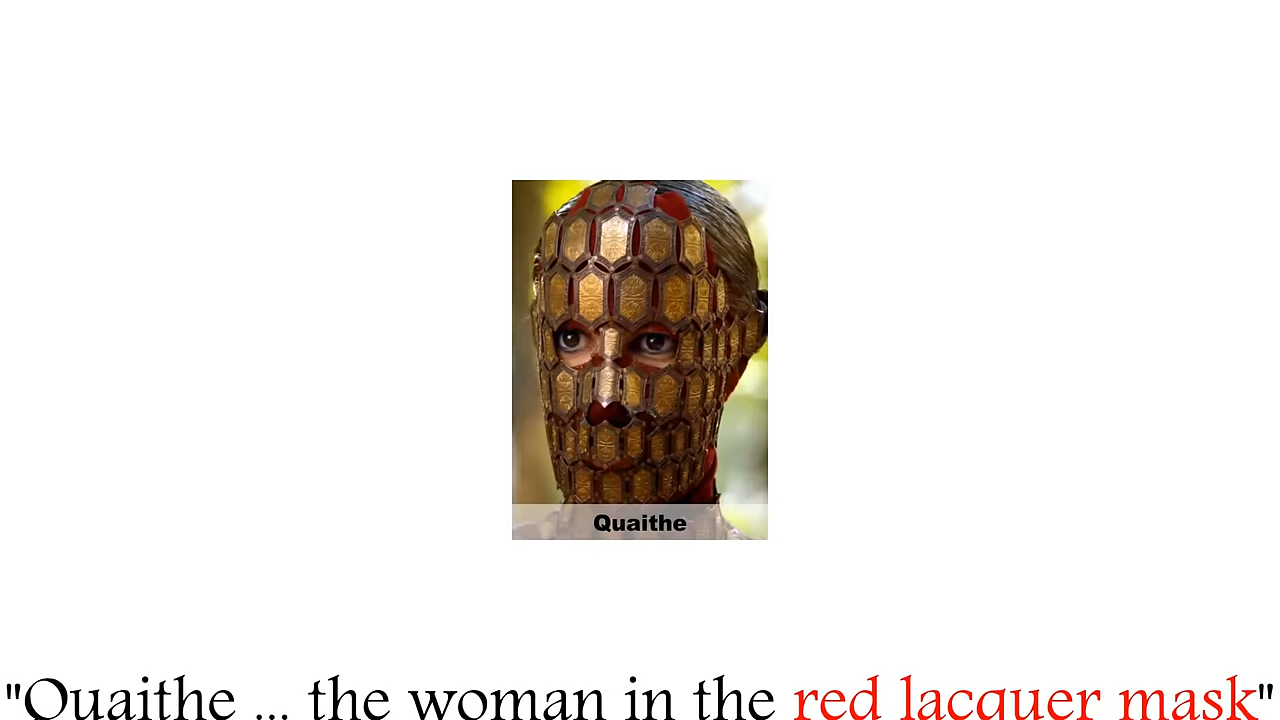 Quaithe
"Quaithe ... the woman in the red lacquer mask"